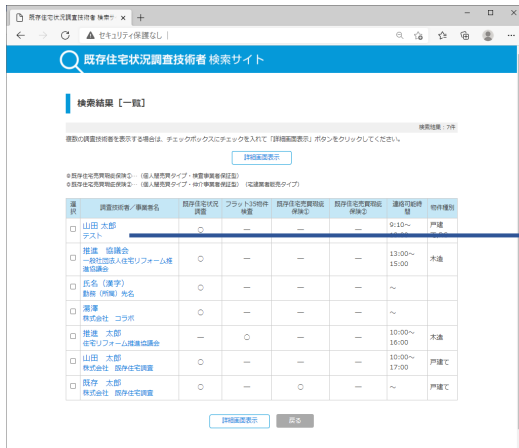 既存住宅状況調査技術者 検索サ
セキュリティ保護なし
既存住宅状況調査技術者 検索サイト
検索結果［一覧］
検索結果：7件
複数の調査技術者を表示する場合は、チェックボックスにチェックを入れて「詳細画面表示」ボタンをクリックしてください。
詳細画面表示
※既存住宅売買瑕疵保険①…（個人間売買タイプ・検査事業者保証型）
※既存住宅売買瑕疵保険②…（個人間売買タイプ・仲介事業者保証型）（宅建業者販売タイプ）
選択 調査技術者／事業者名 既存住宅状況調査 フラット35物件検査 既存住宅売買瑕疵保険① 既存住宅売買瑕疵保険② 連絡可能時間 物件種別
山田 太郎 テスト ○ ― ― ― 9:10～ 戸建
推進 協議会 一般社団法人住宅リフォーム推進協議会 ○ ― ― ― 13:00～15:00 木造
氏名（漢字） 勤務（所属）先名 ○ ― ― ― ～
湯澤 株式会社 コラボ ○ ― ― ― ～
推進 太郎 住宅リフォーム推進協議会 ― ○ ― ― 10:00～16:00 木造
山田 太郎 株式会社 既存住宅調査 ○ ― ― ― 10:00～17:00 戸建て
既存 太郎 株式会社 既存住宅調査 ○ ― ○ ― ～ 戸建て
詳細画面表示 戻る